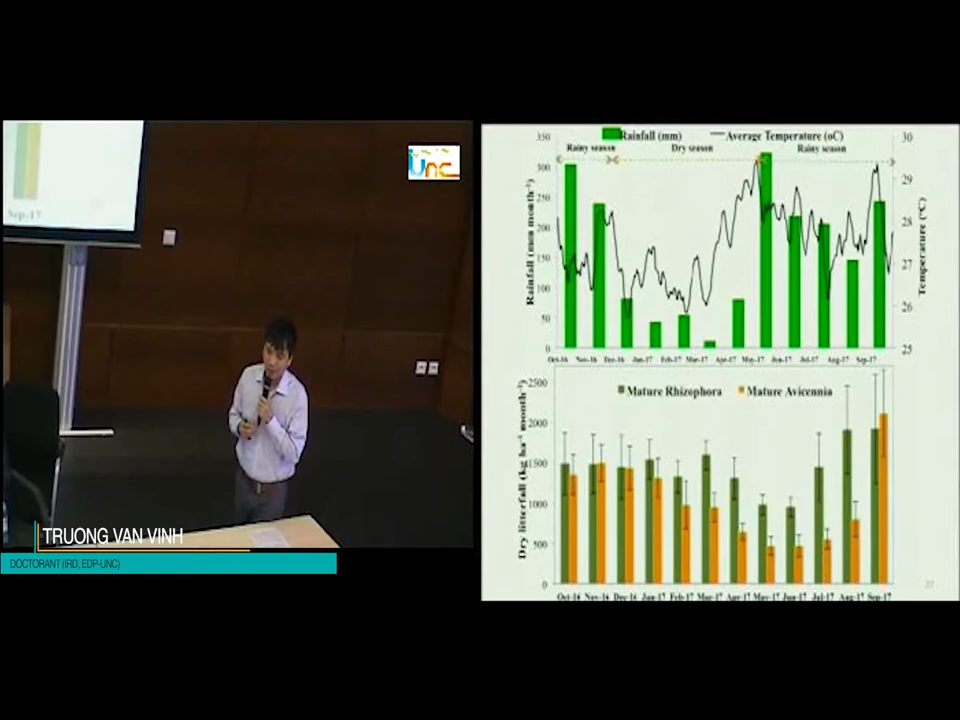 Sep-17
Unc
TRUONG VAN VINH
DOCTORANT (IRD, EDP-UNC)
Rainfall (mm) Average Temperature (oC)
Rainy season Dry season Rainy season
Rainfall (mm month⁻¹)
350
300
250
200
150
100
50
0
30
29
28
27
26
25
Temperature (°C)
Oct-16 Nov-16 Dec-16 Jan-17 Feb-17 Mar-17 Apr-17 May-17 Jun-17 Jul-17 Aug-17 Sep-17
Mature Rhizophora Mature Avicennia
Dry litterfall (kg ha⁻¹ month⁻¹)
2500
2000
1500
1000
500
0
Oct-16 Nov-16 Dec-16 Jan-17 Feb-17 Mar-17 Apr-17 May-17 Jun-17 Jul-17 Aug-17 Sep-17